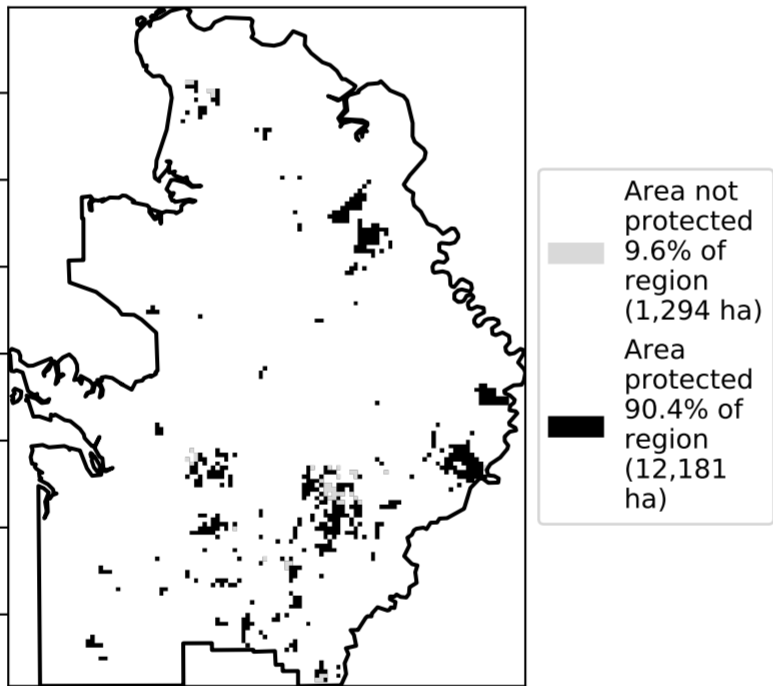 Area not
protected
9.6% of
region
(1,294 ha)
Area
protected
90.4% of
region
(12,181
ha)